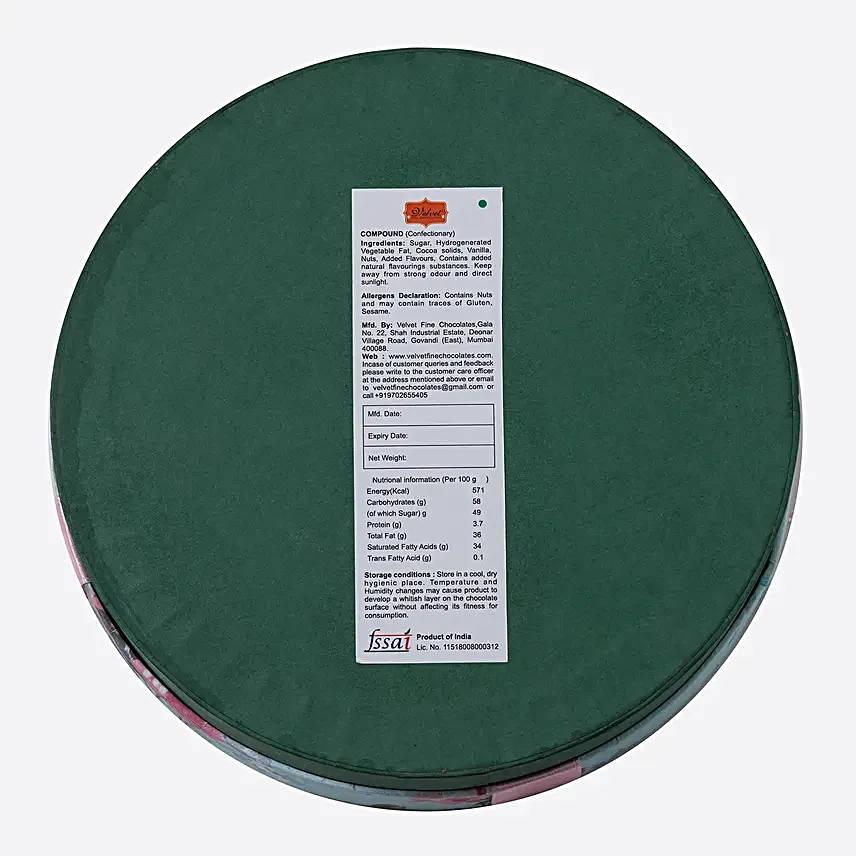 Velvet
COMPOUND (Confectionary)
Ingredients: Sugar, Hydrogenerated
Vegetable Fat, Cocoa solids, Vanilla,
Nuts, Added Flavours, Contains added
natural flavourings substances. Keep
away from strong odour and direct
sunlight.
Allergens Declaration: Contains Nuts
and may contain traces of Gluten,
Sesame.
Mfd. By: Velvet Fine Chocolates,Gala
No. 22, Shah Industrial Estate, Deonar
Village Road, Govandi (East), Mumbai
400088.
Web : www.velvetfinechocolates.com.
Incase of customer queries and feedback
please write to the customer care officer
at the address mentioned above or email
to velvetfinechocolates@gmail.com or
call +919702655405
Mfd. Date:
Expiry Date:
Net Weight:
Nutrional information (Per 100 g )
Energy(Kcal) 571
Carbohydrates (g) 58
(of which Sugar) g 49
Protein (g) 3.7
Total Fat (g) 36
Saturated Fatty Acids (g) 34
Trans Fatty Acid (g) 0.1
Storage conditions : Store in a cool, dry
hygienic place. Temperature and
Humidity changes may cause product to
develop a whitish layer on the chocolate
surface without affecting its fitness for
consumption.
fssai Product of India
Lic. No. 11518008000312